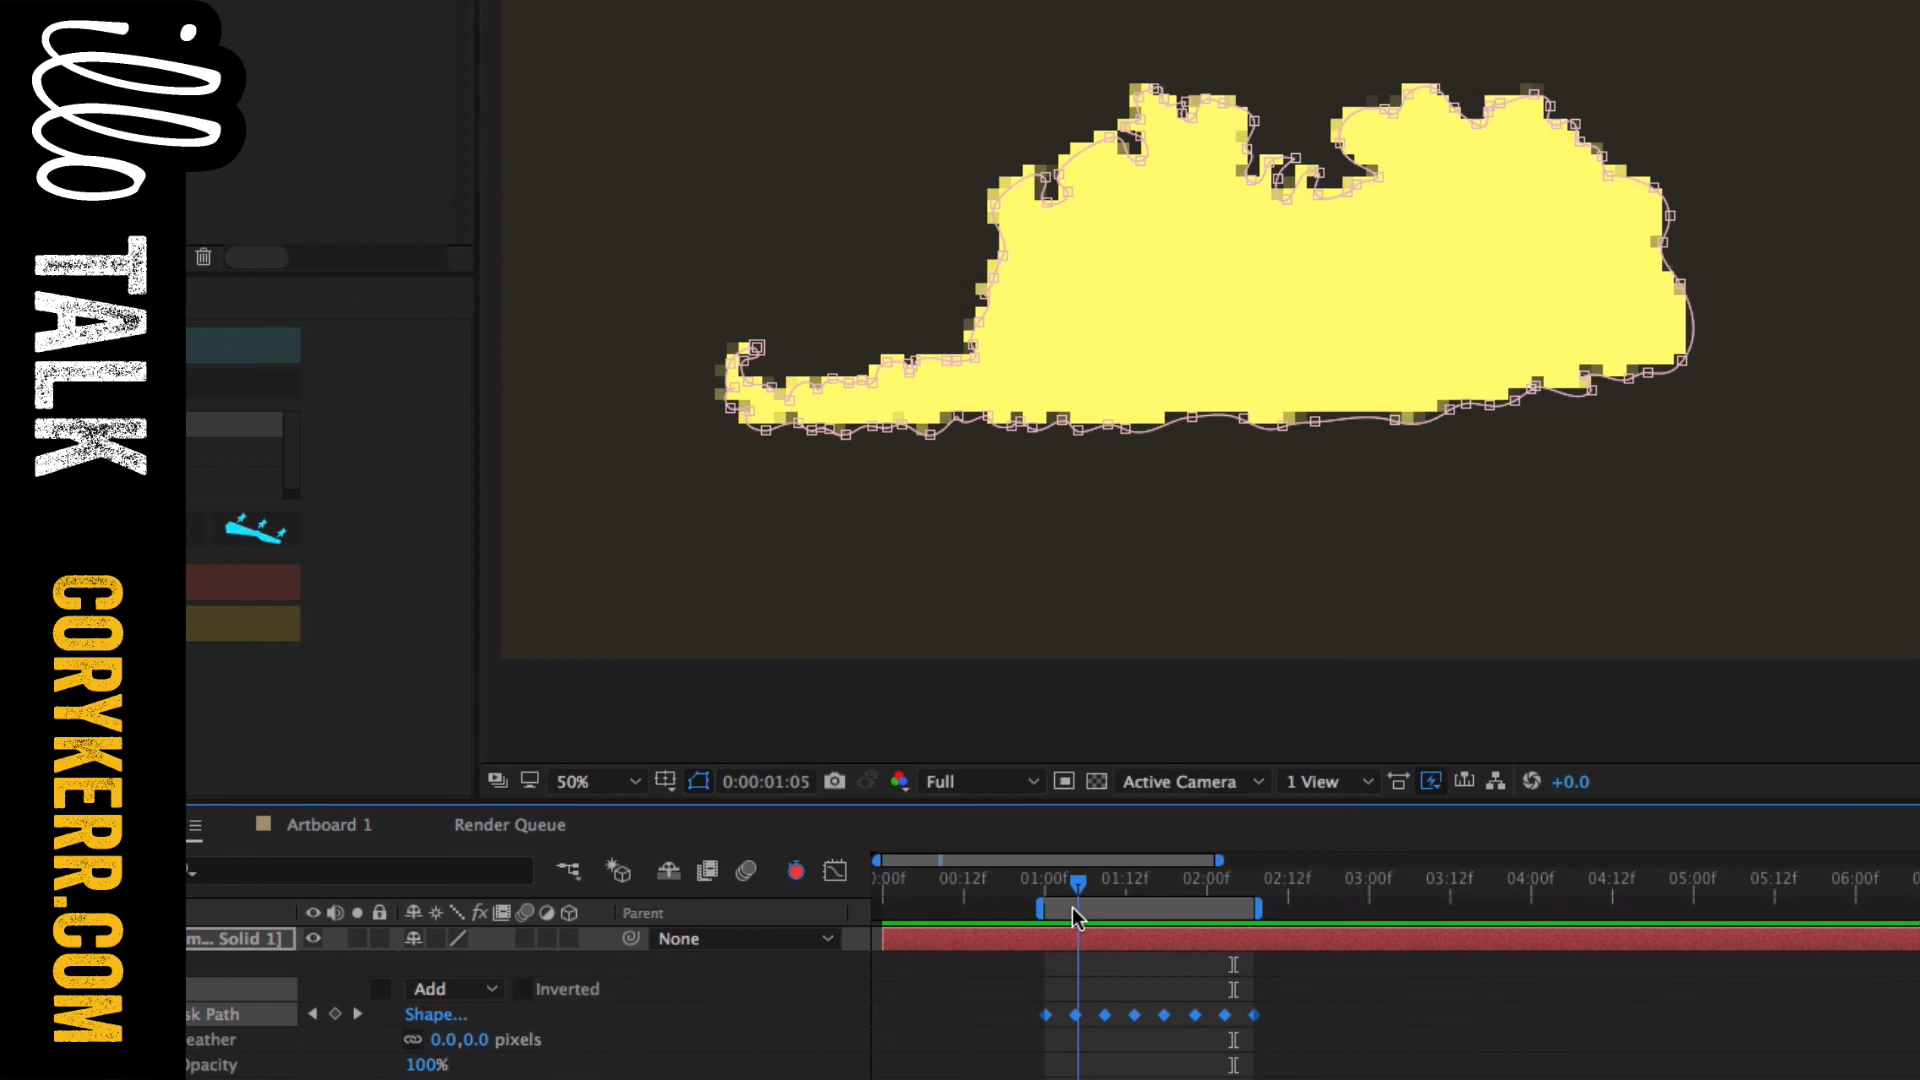 illo
TALK
CORYKERR.COM
50%
0:00:01:05
Full
Active Camera
1 View
+0.0
Artboard 1
Render Queue
:00f 00:12f 01:00f 01:12f 02:00f 02:12f 03:00f 03:12f 04:00f 04:12f 05:00f 05:12f 06:00f
fx
Parent
m... Solid 1]
None
Add
Inverted
sk Path
Shape...
eather
0.0,0.0 pixels
Opacity
100%